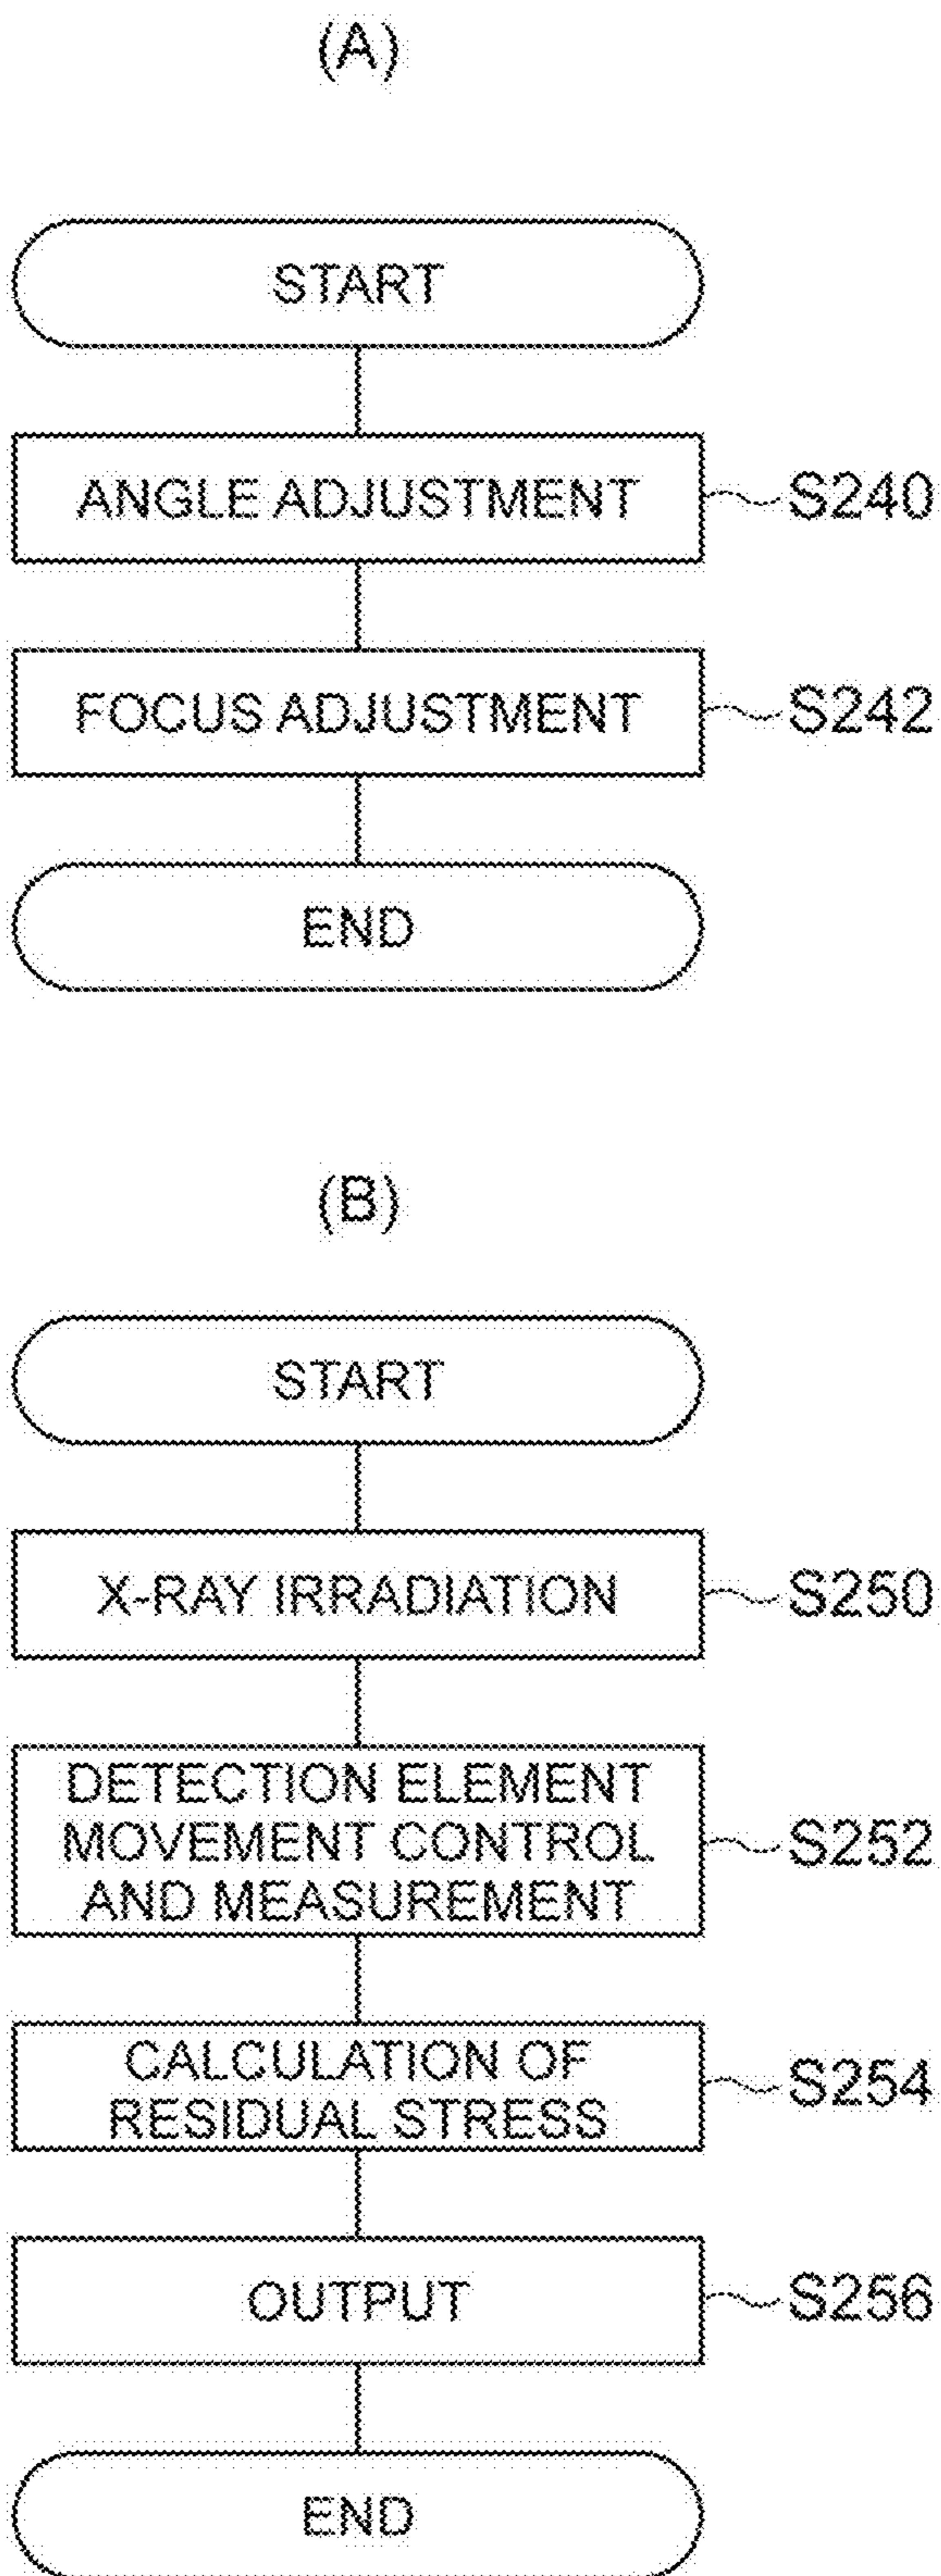 (A)
START
ANGLE ADJUSTMENT
S240
FOCUS ADJUSTMENT
S242
END
(B)
START
X-RAY IRRADIATION
S250
DETECTION ELEMENT
MOVEMENT CONTROL
AND MEASUREMENT
S252
CALCULATION OF
RESIDUAL STRESS
S254
OUTPUT
S256
END